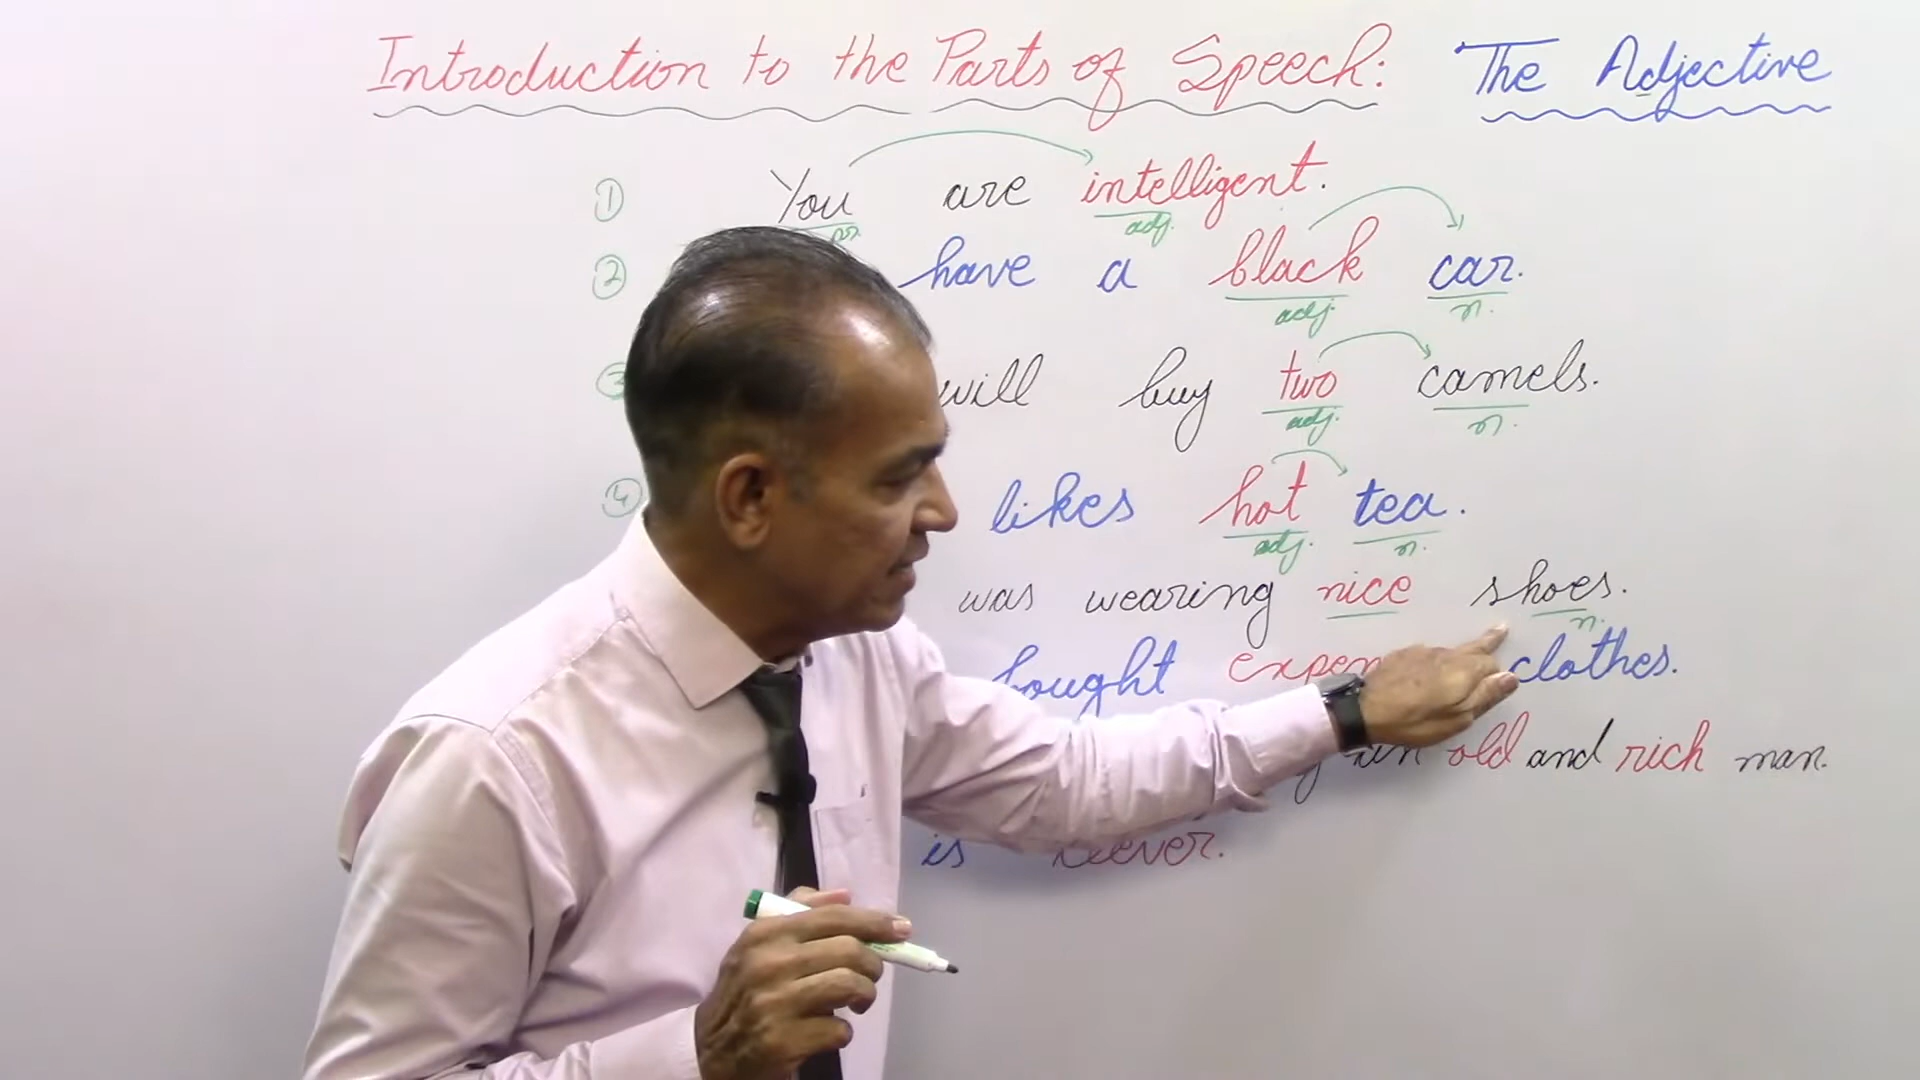 Introduction to the Parts of Speech: The Adjective
① You are intelligent.
adj.
② have a black car.
adj. n.
③ will buy two camels.
adj. n.
④ likes hot tea.
adj. n.
was wearing nice shoes.
n.
bought clothes.
an old and rich man.
is clever.